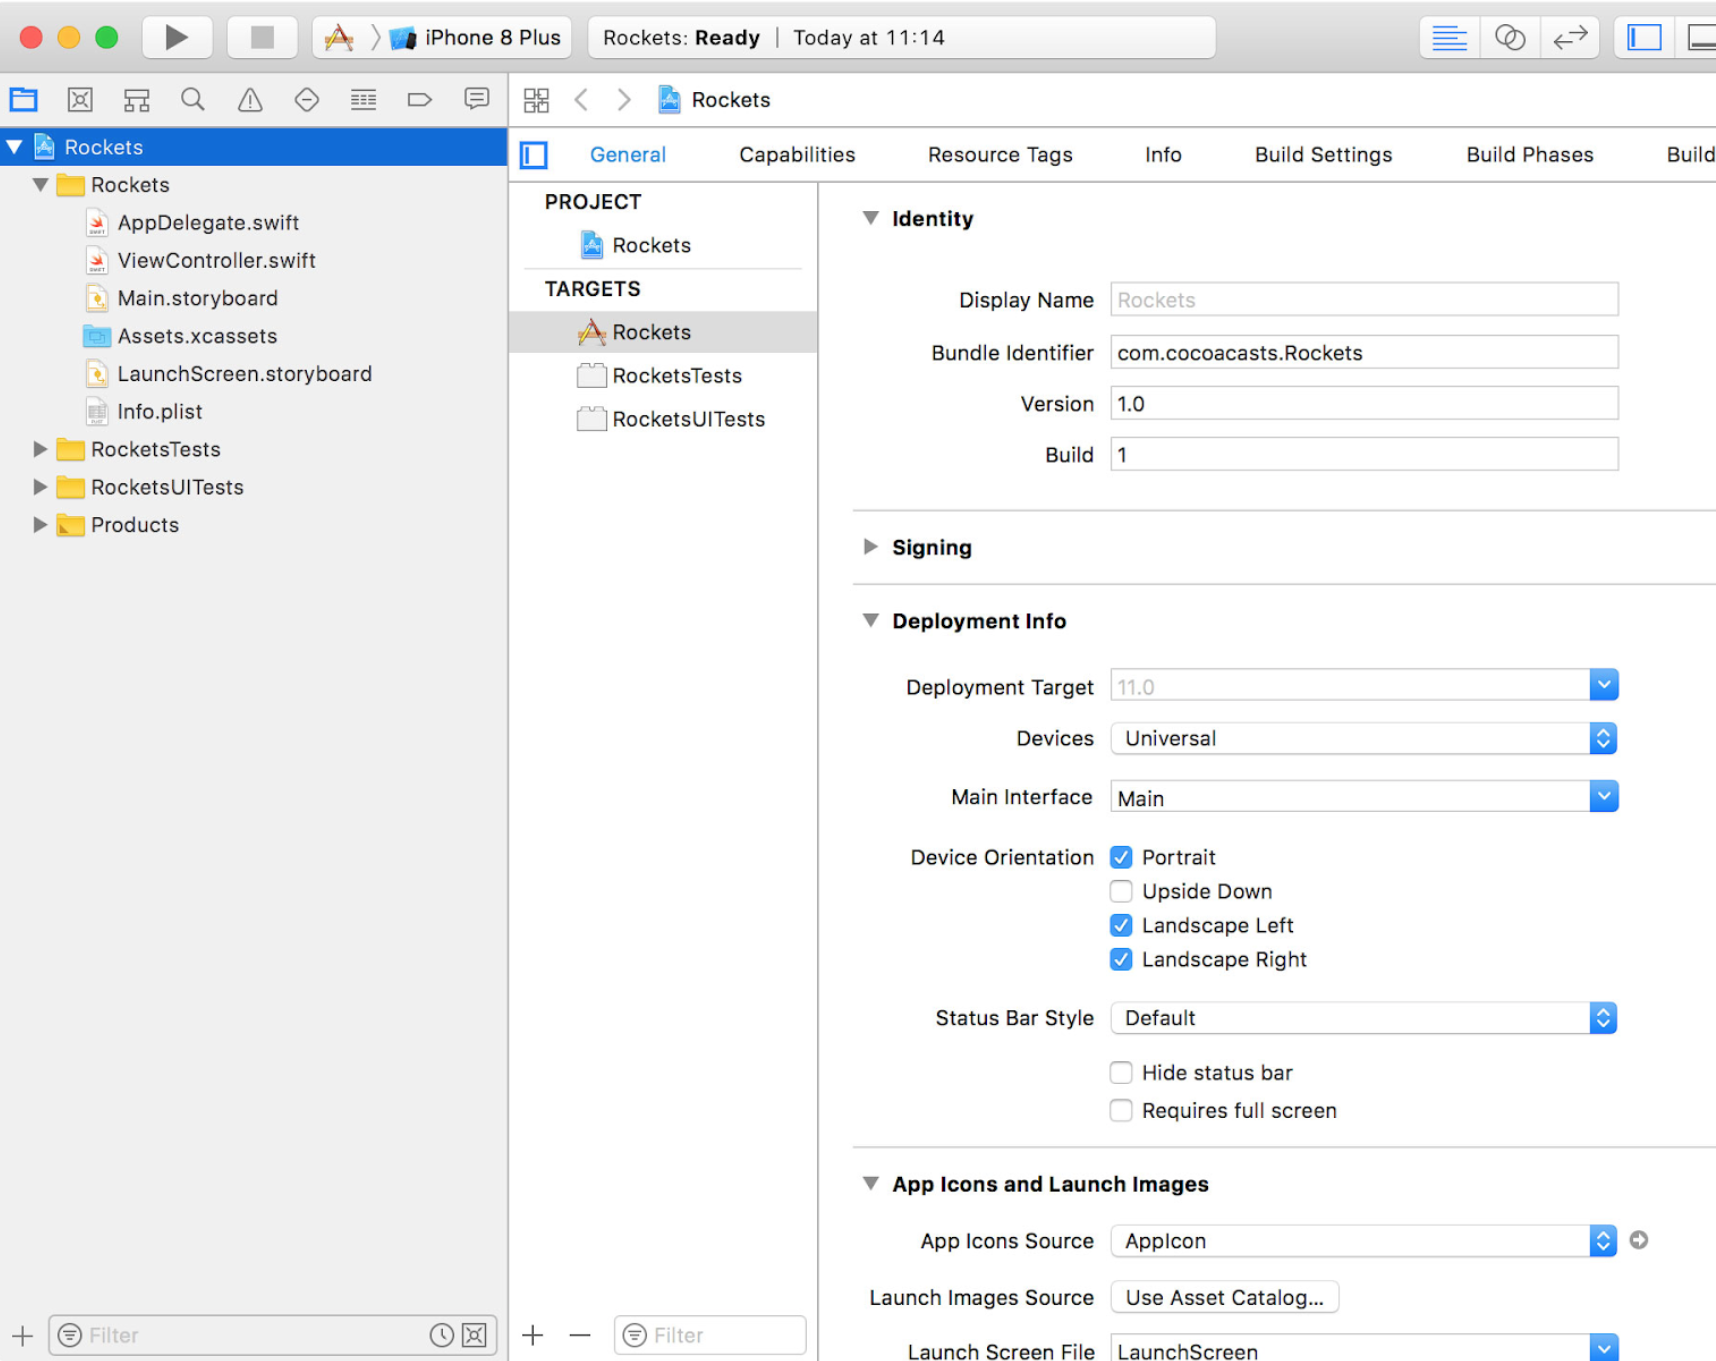 iPhone 8 Plus
Rockets: Ready | Today at 11:14
Rockets
Rockets
Rockets
AppDelegate.swift
ViewController.swift
Main.storyboard
Assets.xcassets
LaunchScreen.storyboard
Info.plist
RocketsTests
RocketsUITests
Products
Filter
General Capabilities Resource Tags Info Build Settings Build Phases Build
PROJECT
Rockets
TARGETS
Rockets
RocketsTests
RocketsUITests
Filter
Identity
Display Name Rockets
Bundle Identifier com.cocoacasts.Rockets
Version 1.0
Build 1
Signing
Deployment Info
Deployment Target 11.0
Devices Universal
Main Interface Main
Device Orientation Portrait
Upside Down
Landscape Left
Landscape Right
Status Bar Style Default
Hide status bar
Requires full screen
App Icons and Launch Images
App Icons Source AppIcon
Launch Images Source Use Asset Catalog...
Launch Screen File LaunchScreen